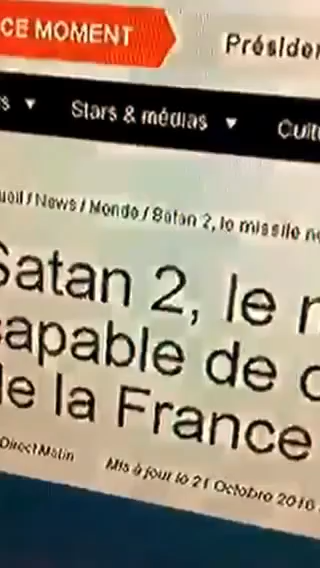 CE MOMENT
Présiden
s ▼ Stars & médias ▼ Cult
ueil / News / Monde / Satan 2, le missile n
Satan 2, le
capable de
de la France
DirectMatin Mis à jour le 21 Octobre 2016